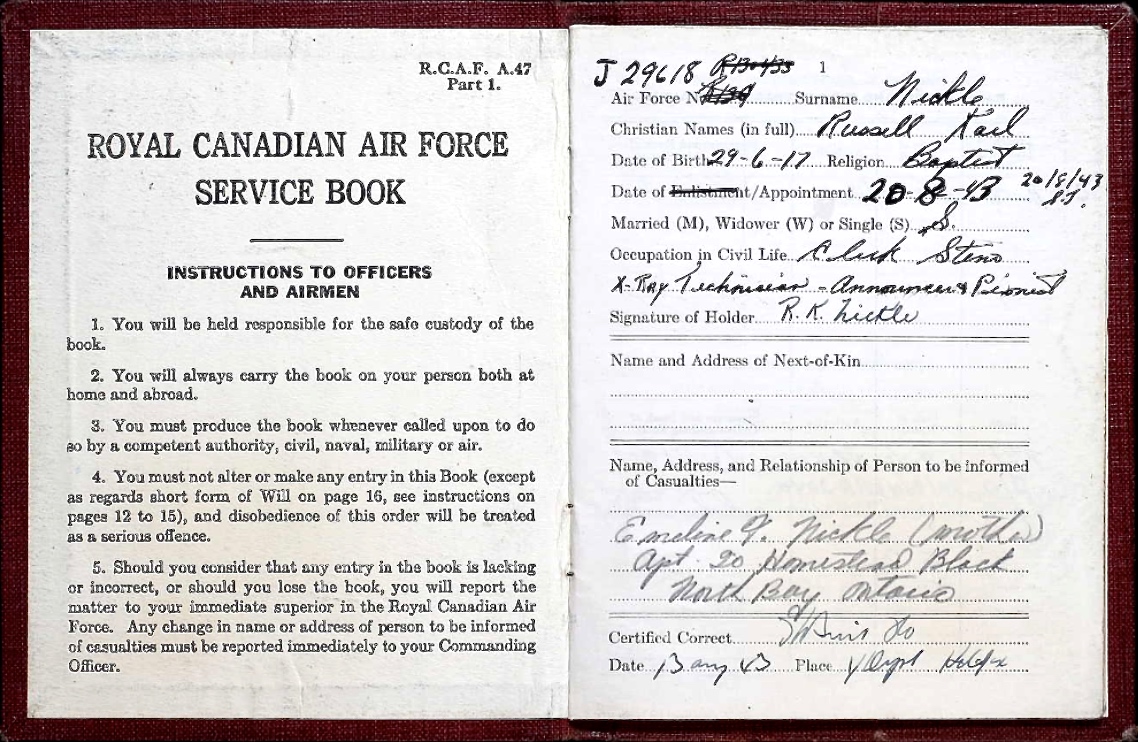 R.C.A.F. A.47
Part 1.
ROYAL CANADIAN AIR FORCE
SERVICE BOOK
INSTRUCTIONS TO OFFICERS
AND AIRMEN
1. You will be held responsible for the safe custody of the
book.
2. You will always carry the book on your person both at
home and abroad.
3. You must produce the book whenever called upon to do
so by a competent authority, civil, naval, military or air.
4. You must not alter or make any entry in this Book (except
as regards short form of Will on page 16, see instructions on
pages 12 to 15), and disobedience of this order will be treated
as a serious offence.
5. Should you consider that any entry in the book is lacking
or incorrect, or should you lose the book, you will report the
matter to your immediate superior in the Royal Canadian Air
Force. Any change in name or address of person to be informed
of casualties must be reported immediately to your Commanding
Officer.
J 29618 1
Air Force Surname Nickle
Christian Names (in full) Russell Karl
Date of Birth 29-6-17 Religion Baptist
Date of Enlistment/Appointment 20-8-43 20/8/43
Married (M), Widower (W) or Single (S) S.
Occupation in Civil Life Clerk Steno
X-Ray Technician - Announcer & Pianist
Signature of Holder R. K. Nickle
Name and Address of Next-of-Kin
Name, Address, and Relationship of Person to be informed
of Casualties—
Emeline Nickle (mother)
Apt. 20 Homestead Block
North Bay Ontario
Certified Correct
Date 43 Place Halifax